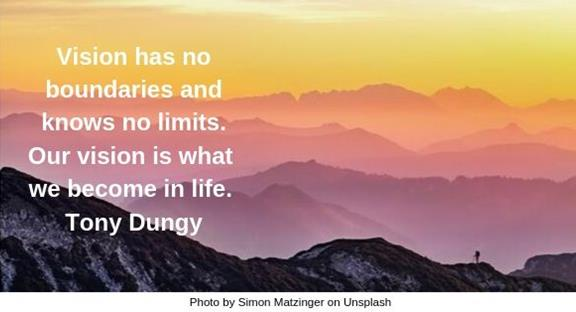 Vision has no
boundaries and
knows no limits.
Our vision is what
we become in life.
Tony Dungy
Photo by Simon Matzinger on Unsplash